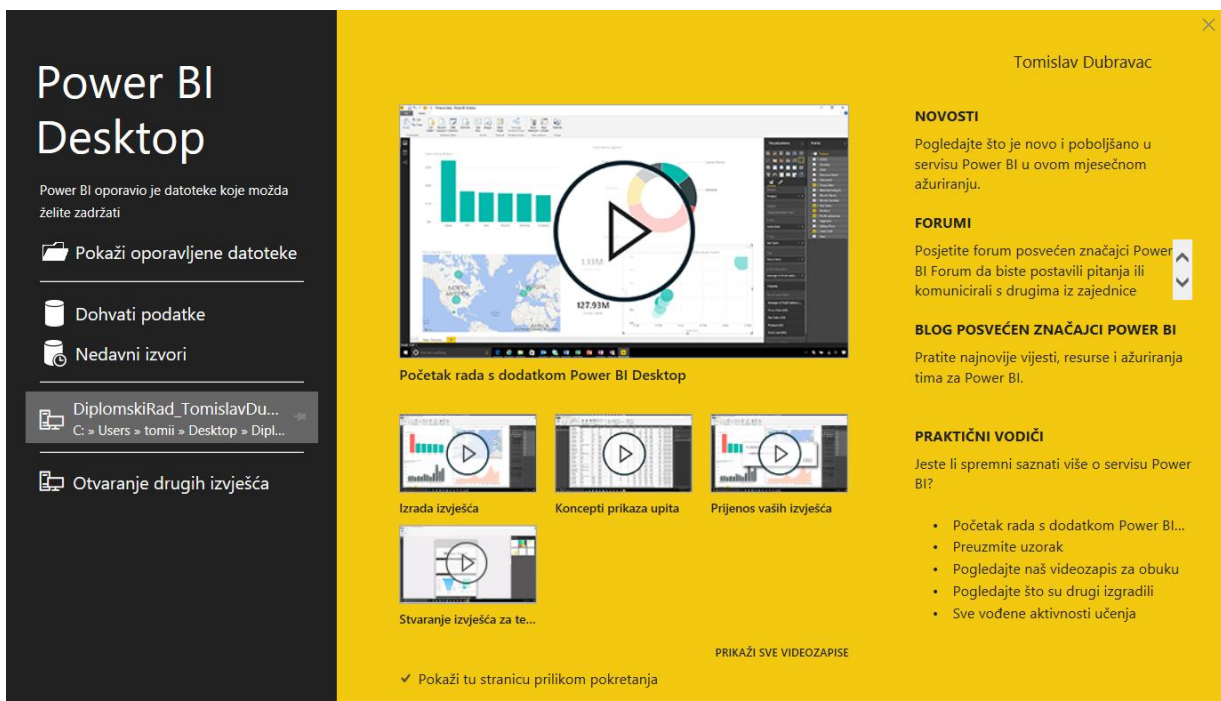 Power BI
Desktop
Power BI oporavio je datoteke koje možda
želite zadržati
Pokaži oporavljene datoteke
Dohvati podatke
Nedavni izvori
DiplomskiRad_TomislavDu...
C: » Users » tomii » Desktop » Dipl...
Otvaranje drugih izvješća
1.13M
127.93M
Početak rada s dodatkom Power BI Desktop
Izrada izvješća
Koncepti prikaza upita
Prijenos vaših izvješća
Stvaranje izvješća za te...
PRIKAŽI SVE VIDEOZAPISE
Pokaži tu stranicu prilikom pokretanja
Tomislav Dubravac
NOVOSTI
Pogledajte što je novo i poboljšano u
servisu Power BI u ovom mjesečnom
ažuriranju.
FORUMI
Posjetite forum posvećen značajci Power
BI Forum da biste postavili pitanja ili
komunicirali s drugima iz zajednice
BLOG POSVEĆEN ZNAČAJCI POWER BI
Pratite najnovije vijesti, resurse i ažuriranja
tima za Power BI.
PRAKTIČNI VODIČI
Jeste li spremni saznati više o servisu Power
BI?
• Početak rada s dodatkom Power BI...
• Preuzmite uzorak
• Pogledajte naš videozapis za obuku
• Pogledajte što su drugi izgradili
• Sve vođene aktivnosti učenja